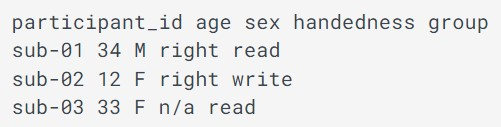 participant_id age sex handedness group
sub-01 34 M right read
sub-02 12 F right write
sub-03 33 F n/a read